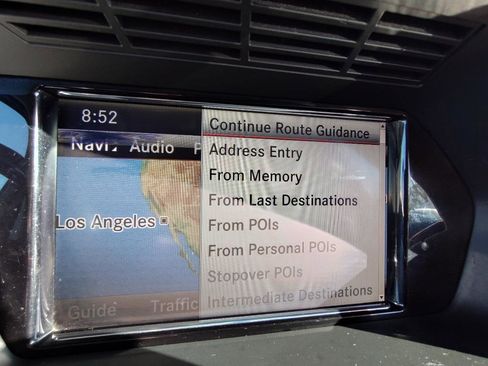 8:52
Navi Audio P
Los Angeles
Guide Traffic
Continue Route Guidance
Address Entry
From Memory
From Last Destinations
From POIs
From Personal POIs
Stopover POIs
Intermediate Destinations